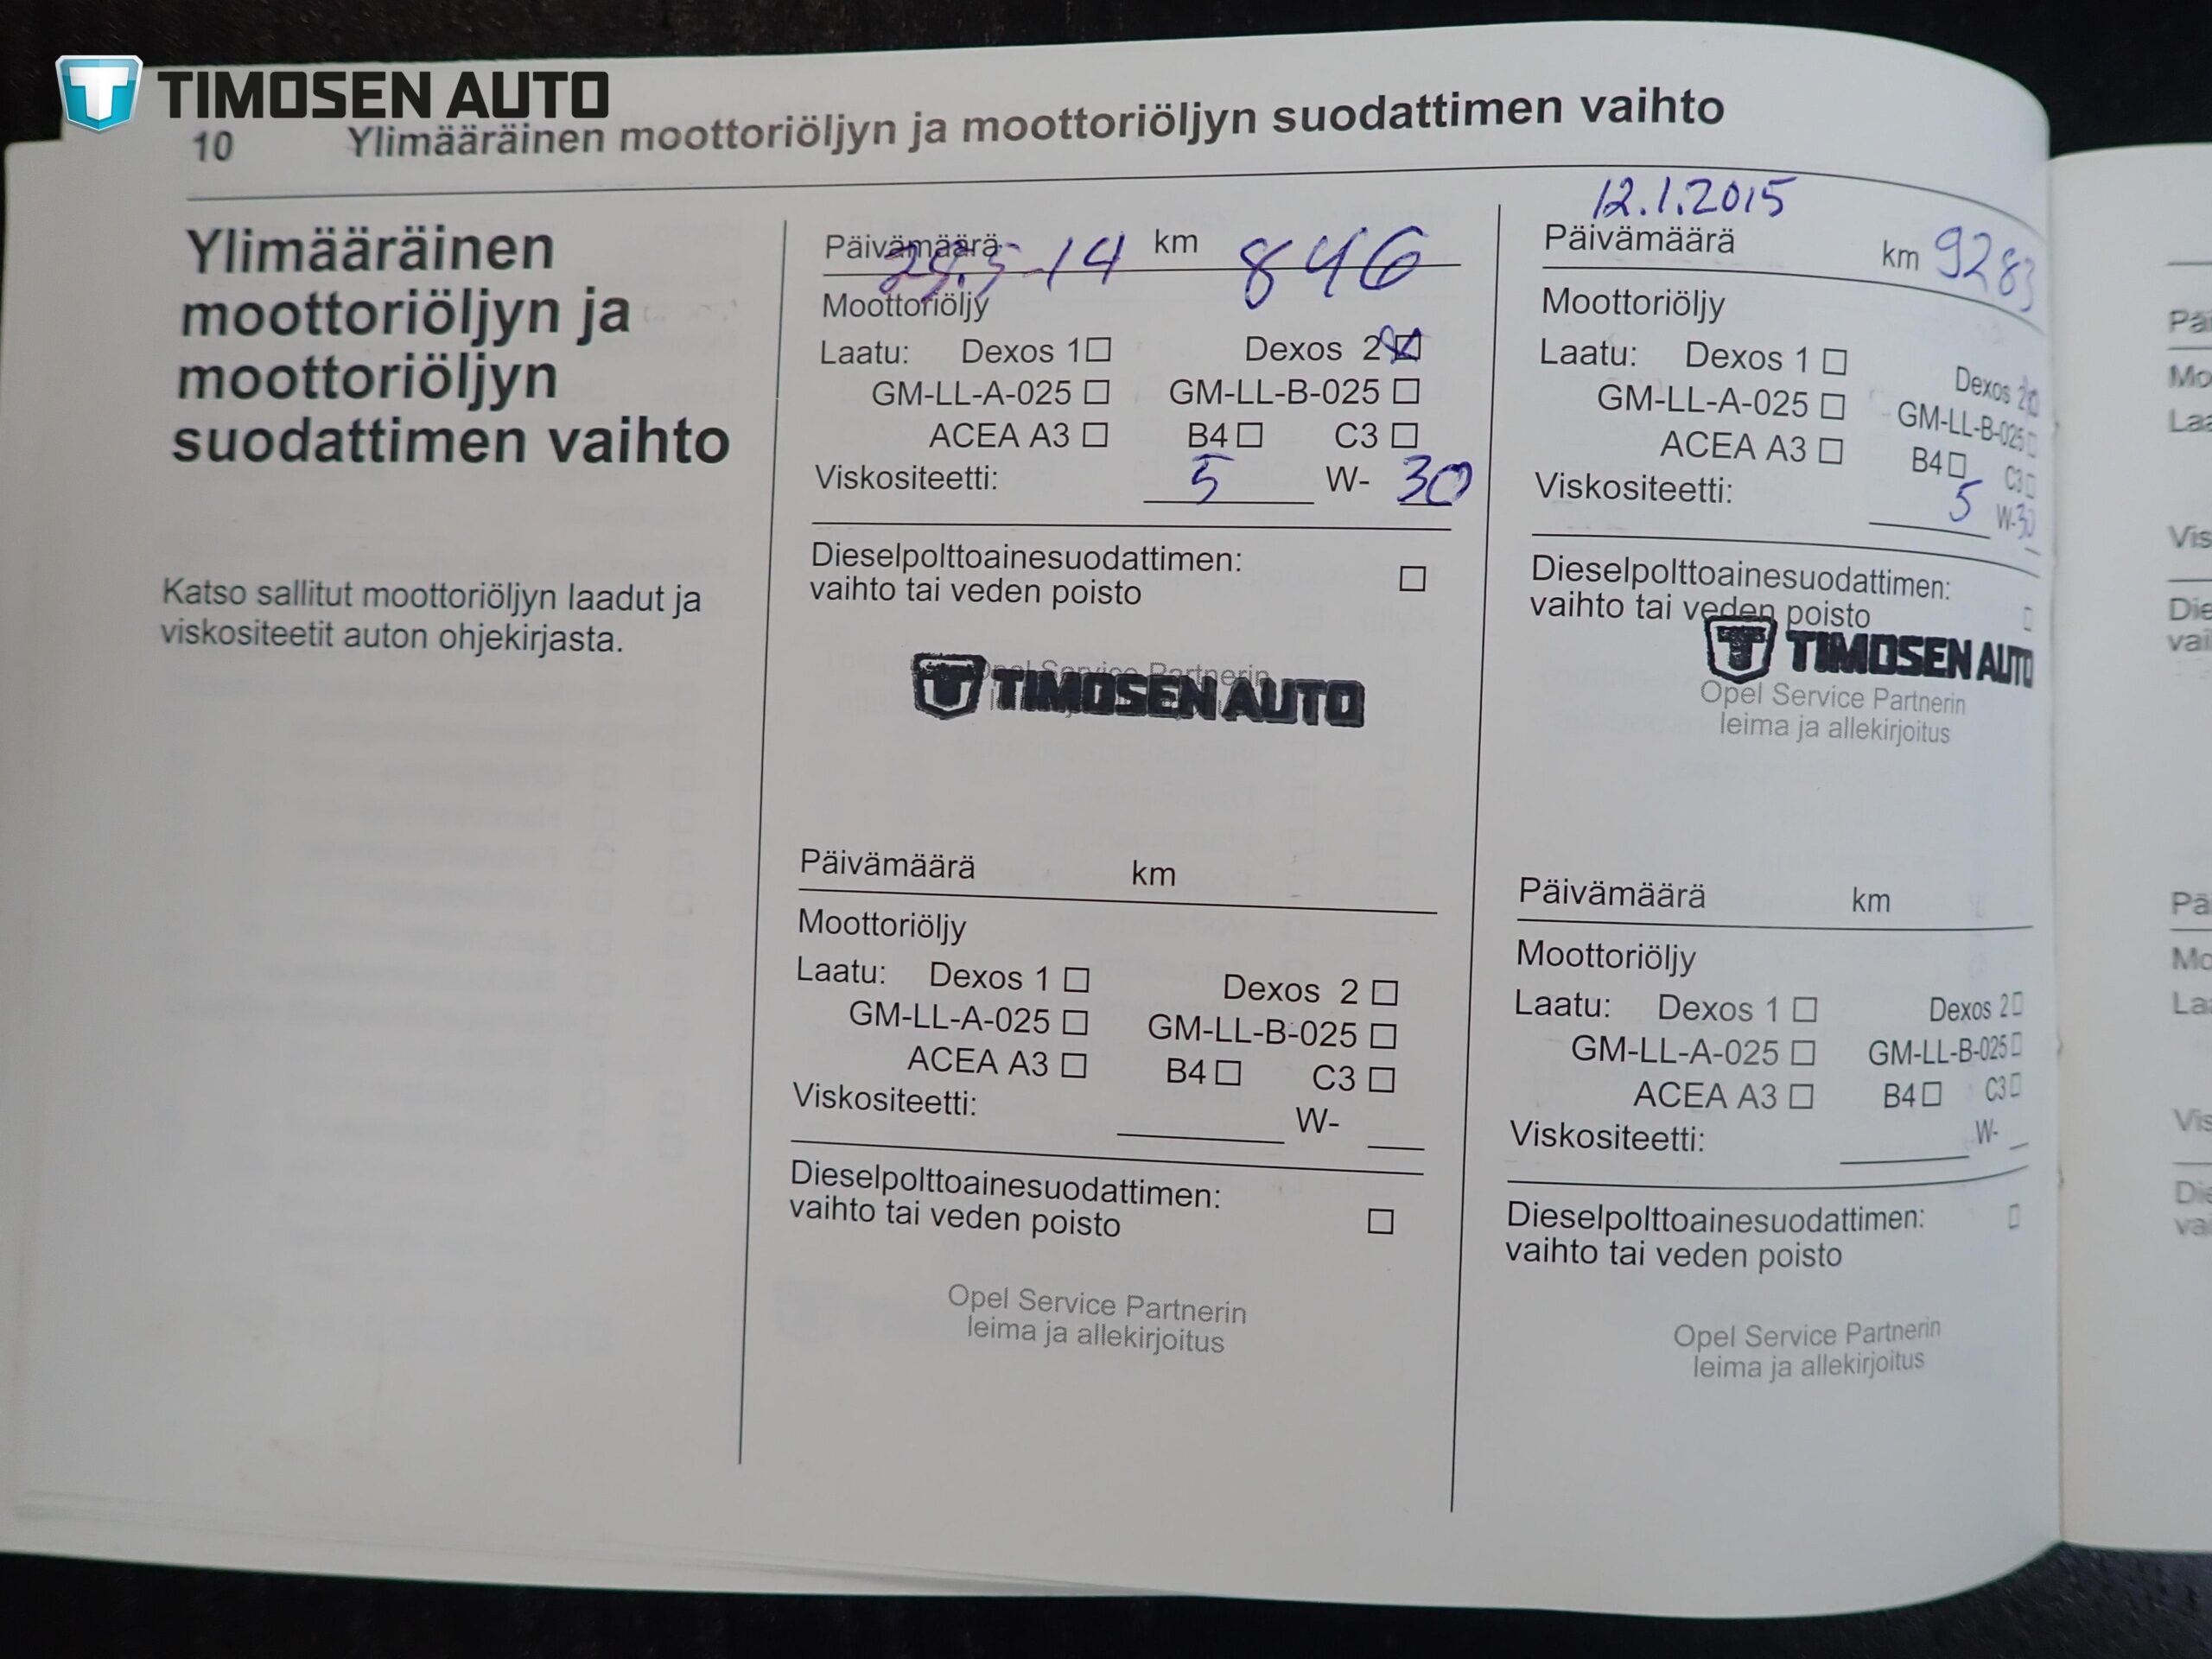 TIMOSEN AUTO
10 Ylimääräinen moottoriöljyn ja moottoriöljyn suodattimen vaihto
Ylimääräinen
moottoriöljyn ja
moottoriöljyn
suodattimen vaihto
Katso sallitut moottoriöljyn laadut ja
viskositeetit auton ohjekirjasta.
Päivämäärä km 846
Moottoriöljy
Laatu: Dexos 1 Dexos 2
GM-LL-A-025 GM-LL-B-025
ACEA A3 B4 C3
Viskositeetti: 5 W- 30
Dieselpolttoainesuodattimen:
vaihto tai veden poisto
Opel Service Partnerin
TIMOSEN AUTO
Päivämäärä km
Moottoriöljy
Laatu: Dexos 1 Dexos 2
GM-LL-A-025 GM-LL-B-025
ACEA A3 B4 C3
Viskositeetti: W-
Dieselpolttoainesuodattimen:
vaihto tai veden poisto
Opel Service Partnerin
leima ja allekirjoitus
12.1.2015
Päivämäärä km 9283
Moottoriöljy
Laatu: Dexos 1 Dexos 2
GM-LL-A-025 GM-LL-B-025
ACEA A3 B4 C3
Viskositeetti: 5 W-30
Dieselpolttoainesuodattimen:
vaihto tai veden poisto
TIMOSEN AUTO
Opel Service Partnerin
leima ja allekirjoitus
Päivämäärä km
Moottoriöljy
Laatu: Dexos 1 Dexos 2
GM-LL-A-025 GM-LL-B-025
ACEA A3 B4 C3
Viskositeetti: W-
Dieselpolttoainesuodattimen:
vaihto tai veden poisto
Opel Service Partnerin
leima ja allekirjoitus